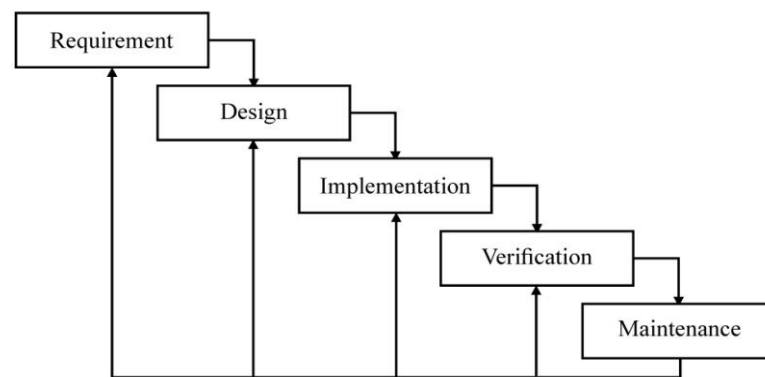 Requirement
Design
Implementation
Verification
Maintenance